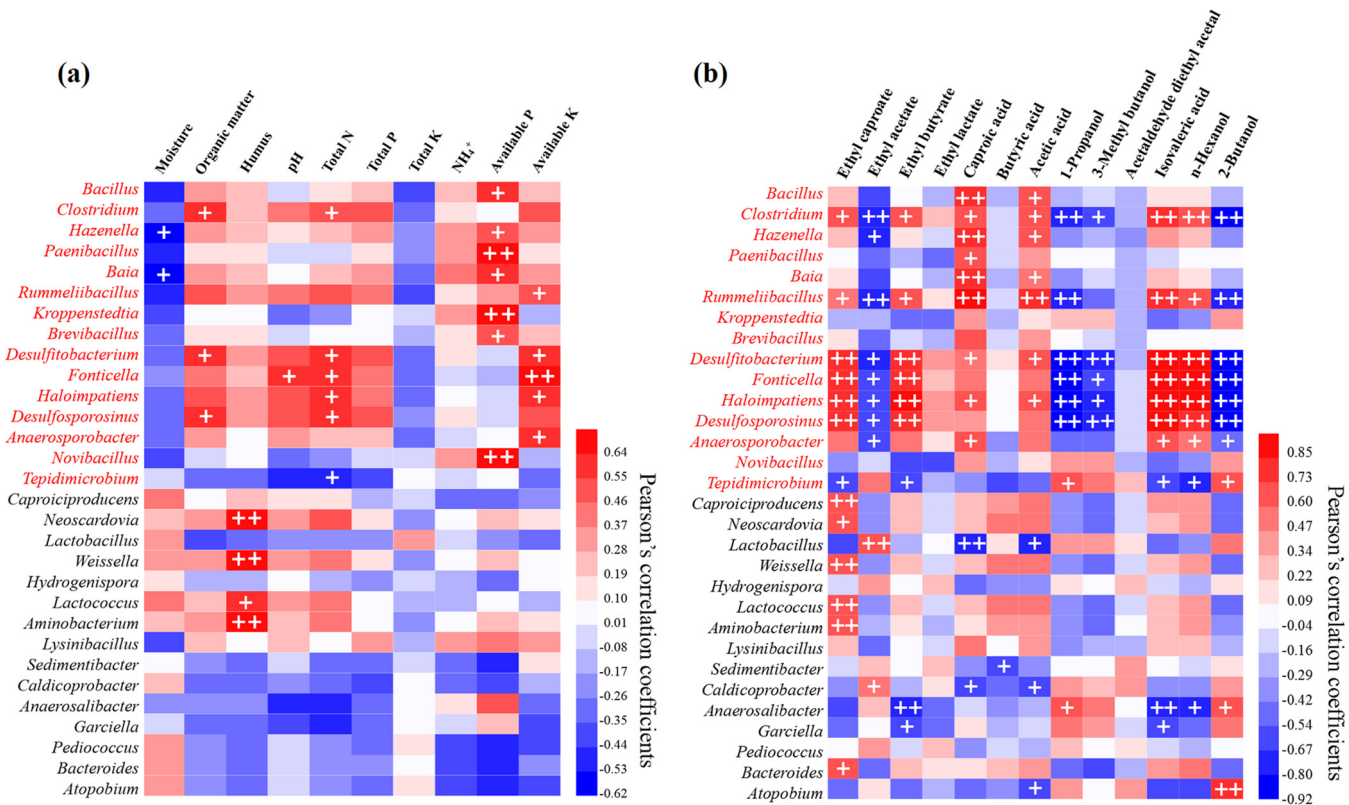 (a)
Moisture
Organic matter
Humus
pH
Total N
Total P
Total K
NH₄⁺
Available P
Available K
Bacillus +
Clostridium + +
Hazenella + +
Paenibacillus ++
Baia + +
Rummeliibacillus +
Kroppenstedtia ++
Brevibacillus +
Desulfitobacterium + + +
Fonticella + + ++
Haloimpatiens + +
Desulfosporosinus + +
Anaerosporobacter +
Novibacillus ++
Tepidimicrobium +
Caproiciproducens
Neoscardovia ++
Lactobacillus
Weissella ++
Hydrogenispora
Lactococcus +
Aminobacterium ++
Lysinibacillus
Sedimentibacter
Caldicoprobacter
Anaerosalibacter
Garciella
Pediococcus
Bacteroides
Atopobium
0.64
0.55
0.46
0.37
0.28
0.19
0.10
0.01
-0.08
-0.17
-0.26
-0.35
-0.44
-0.53
-0.62
Pearson's correlation coefficients
(b)
Ethyl caproate
Ethyl acetate
Ethyl butyrate
Ethyl lactate
Caproic acid
Butyric acid
Acetic acid
1-Propanol
3-Methyl butanol
Acetaldehyde diethyl acetal
Isovaleric acid
n-Hexanol
2-Butanol
Bacillus ++ +
Clostridium + ++ + + + ++ + ++ ++ ++
Hazenella + ++ +
Paenibacillus +
Baia ++ +
Rummeliibacillus + ++ + ++ ++ ++ ++ + ++
Kroppenstedtia
Brevibacillus
Desulfitobacterium ++ + ++ + + ++ ++ ++ ++ ++
Fonticella ++ + ++ ++ + ++ ++ ++
Haloimpatiens ++ + ++ + + ++ + ++ ++ ++
Desulfosporosinus ++ + ++ ++ ++ ++ ++ ++
Anaerosporobacter + + + + +
Novibacillus
Tepidimicrobium + + + + + +
Caproiciproducens ++
Neoscardovia +
Lactobacillus ++ ++ +
Weissella ++
Hydrogenispora
Lactococcus ++
Aminobacterium ++
Lysinibacillus
Sedimentibacter +
Caldicoprobacter + + +
Anaerosalibacter ++ + ++ + +
Garciella + +
Pediococcus
Bacteroides +
Atopobium + ++
0.85
0.73
0.60
0.47
0.34
0.22
0.09
-0.04
-0.16
-0.29
-0.42
-0.54
-0.67
-0.80
-0.92
Pearson's correlation coefficients